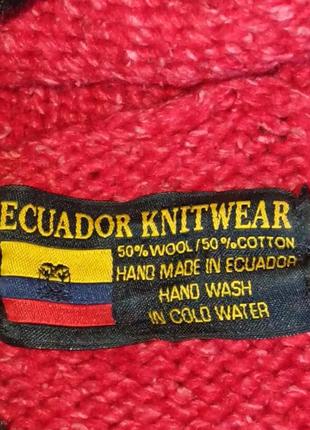 ECUADOR KNITWEAR
50% WOOL/50% COTTON
HAND MADE IN ECUADOR
HAND WASH
IN COLD WATER